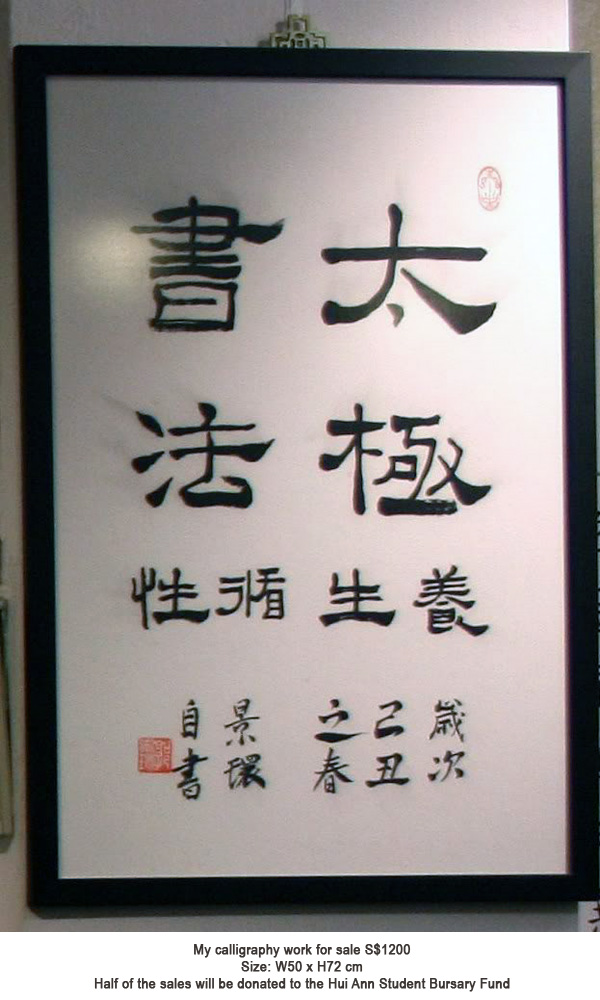 太極
養生
書法
循性
歲次
己丑
之春
景環
自書
My calligraphy work for sale S$1200
Size: W50 x H72 cm
Half of the sales will be donated to the Hui Ann Student Bursary Fund